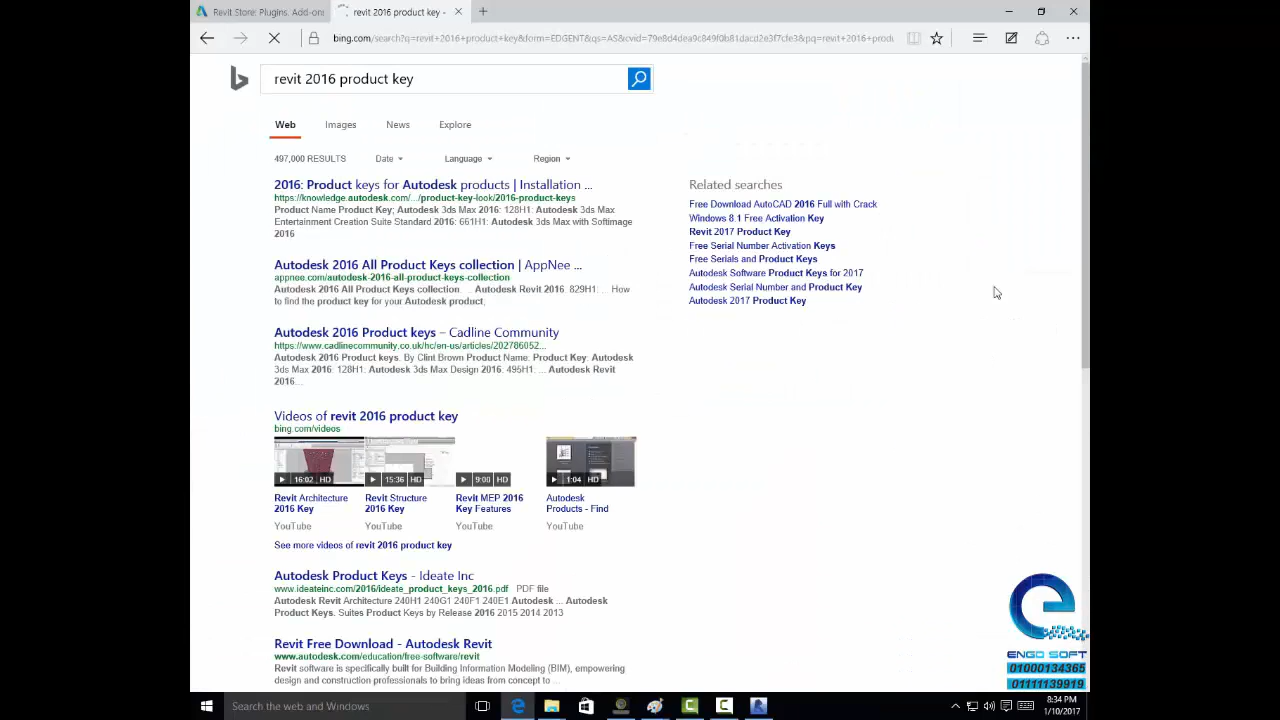 Revit Store: Plugins, Add-ons
revit 2016 product key -
bing.com/search?q=revit+2016+product+key&form=EDGENT&qs=AS&cvid=79e8d4dea9c849f0b81dacd2e3f7cfe3&pq=revit+2016+produ
revit 2016 product key
Web Images News Explore
497,000 RESULTS Date Language Region
2016: Product keys for Autodesk products | Installation ...
https://knowledge.autodesk.com/.../product-key-look/2016-product-keys
Product Name Product Key; Autodesk 3ds Max 2016: 128H1: Autodesk 3ds Max
Entertainment Creation Suite Standard 2016: 661H1: Autodesk 3ds Max with Softimage
2016
Autodesk 2016 All Product Keys collection | AppNee ...
appnee.com/autodesk-2016-all-product-keys-collection
Autodesk 2016 All Product Keys collection. ... Autodesk Revit 2016 829H1: ... How
to find the product key for your Autodesk product;
Autodesk 2016 Product keys – Cadline Community
https://www.cadlinecommunity.co.uk/hc/en-us/articles/202786052...
Autodesk 2016 Product keys. By Clint Brown Product Name: Product Key: Autodesk
3ds Max 2016: 128H1: Autodesk 3ds Max Design 2016: 495H1: ... Autodesk Revit
2016...
Videos of revit 2016 product key
bing.com/videos
16:02 HD 15:36 HD 9:00 HD 1:04 HD
Revit Architecture
2016 Key
YouTube
Revit Structure
2016 Key
YouTube
Revit MEP 2016
Key Features
YouTube
Autodesk
Products - Find
YouTube
See more videos of revit 2016 product key
Autodesk Product Keys - Ideate Inc
www.ideateinc.com/2016/ideate_product_keys_2016.pdf PDF file
Autodesk Revit Architecture 240H1 240G1 240F1 240E1 Autodesk ... Autodesk
Product Keys. Suites Product Keys by Release 2016 2015 2014 2013
Revit Free Download - Autodesk Revit
www.autodesk.com/education/free-software/revit
Revit software is specifically built for Building Information Modeling (BIM), empowering
design and construction professionals to bring ideas from concept to ...
Related searches
Free Download AutoCAD 2016 Full with Crack
Windows 8.1 Free Activation Key
Revit 2017 Product Key
Free Serial Number Activation Keys
Free Serials and Product Keys
Autodesk Software Product Keys for 2017
Autodesk Serial Number and Product Key
Autodesk 2017 Product Key
ENGO SOFT
01000134365
01111139919
Search the web and Windows
8:34 PM
1/10/2017